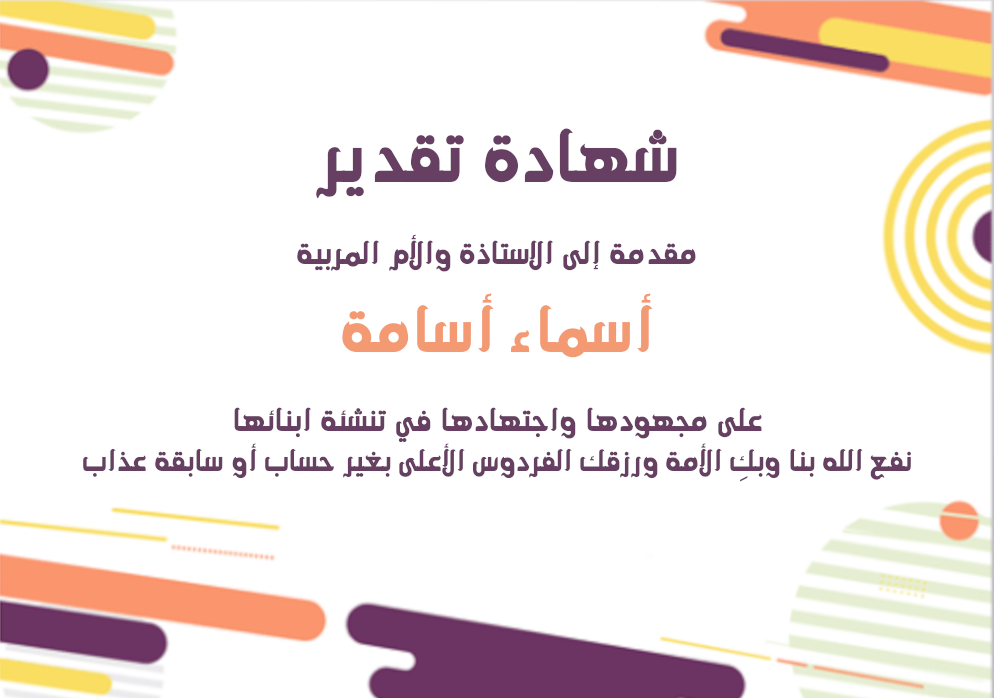 شهادة تقدير
مقدمة إلى الاستاذة والأم المربية
أسماء أسامة
على مجهودها واجتهادها في تنشئة ابنائها
نفع الله بنا وبكِ الأمة ورزقك الفردوس الأعلى بغير حساب أو سابقة عذاب